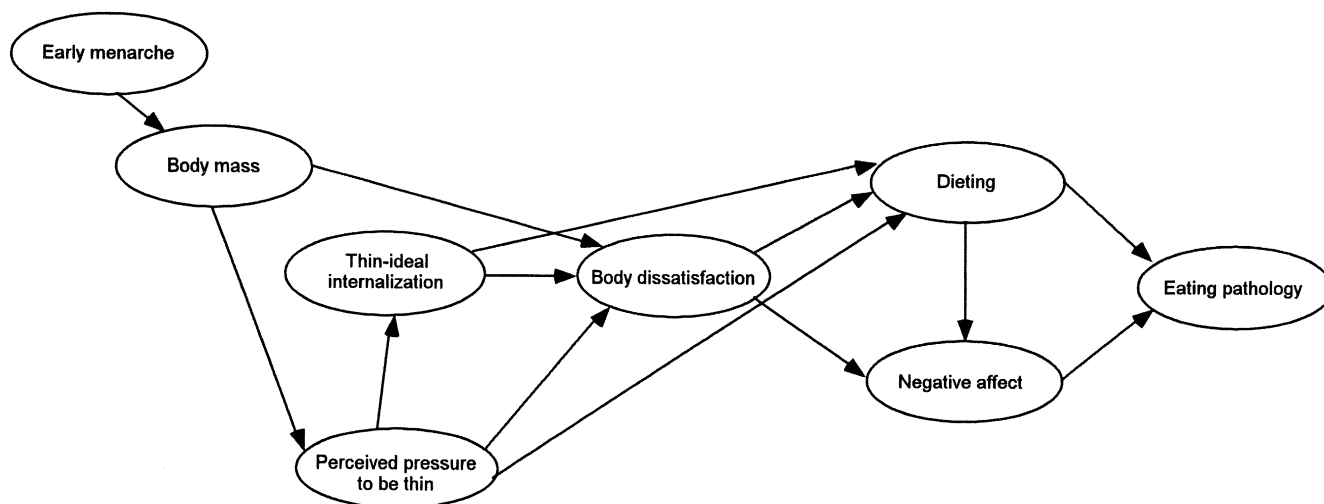 Early menarche
Body mass
Dieting
Thin-ideal
internalization
Body dissatisfaction
Eating pathology
Negative affect
Perceived pressure
to be thin